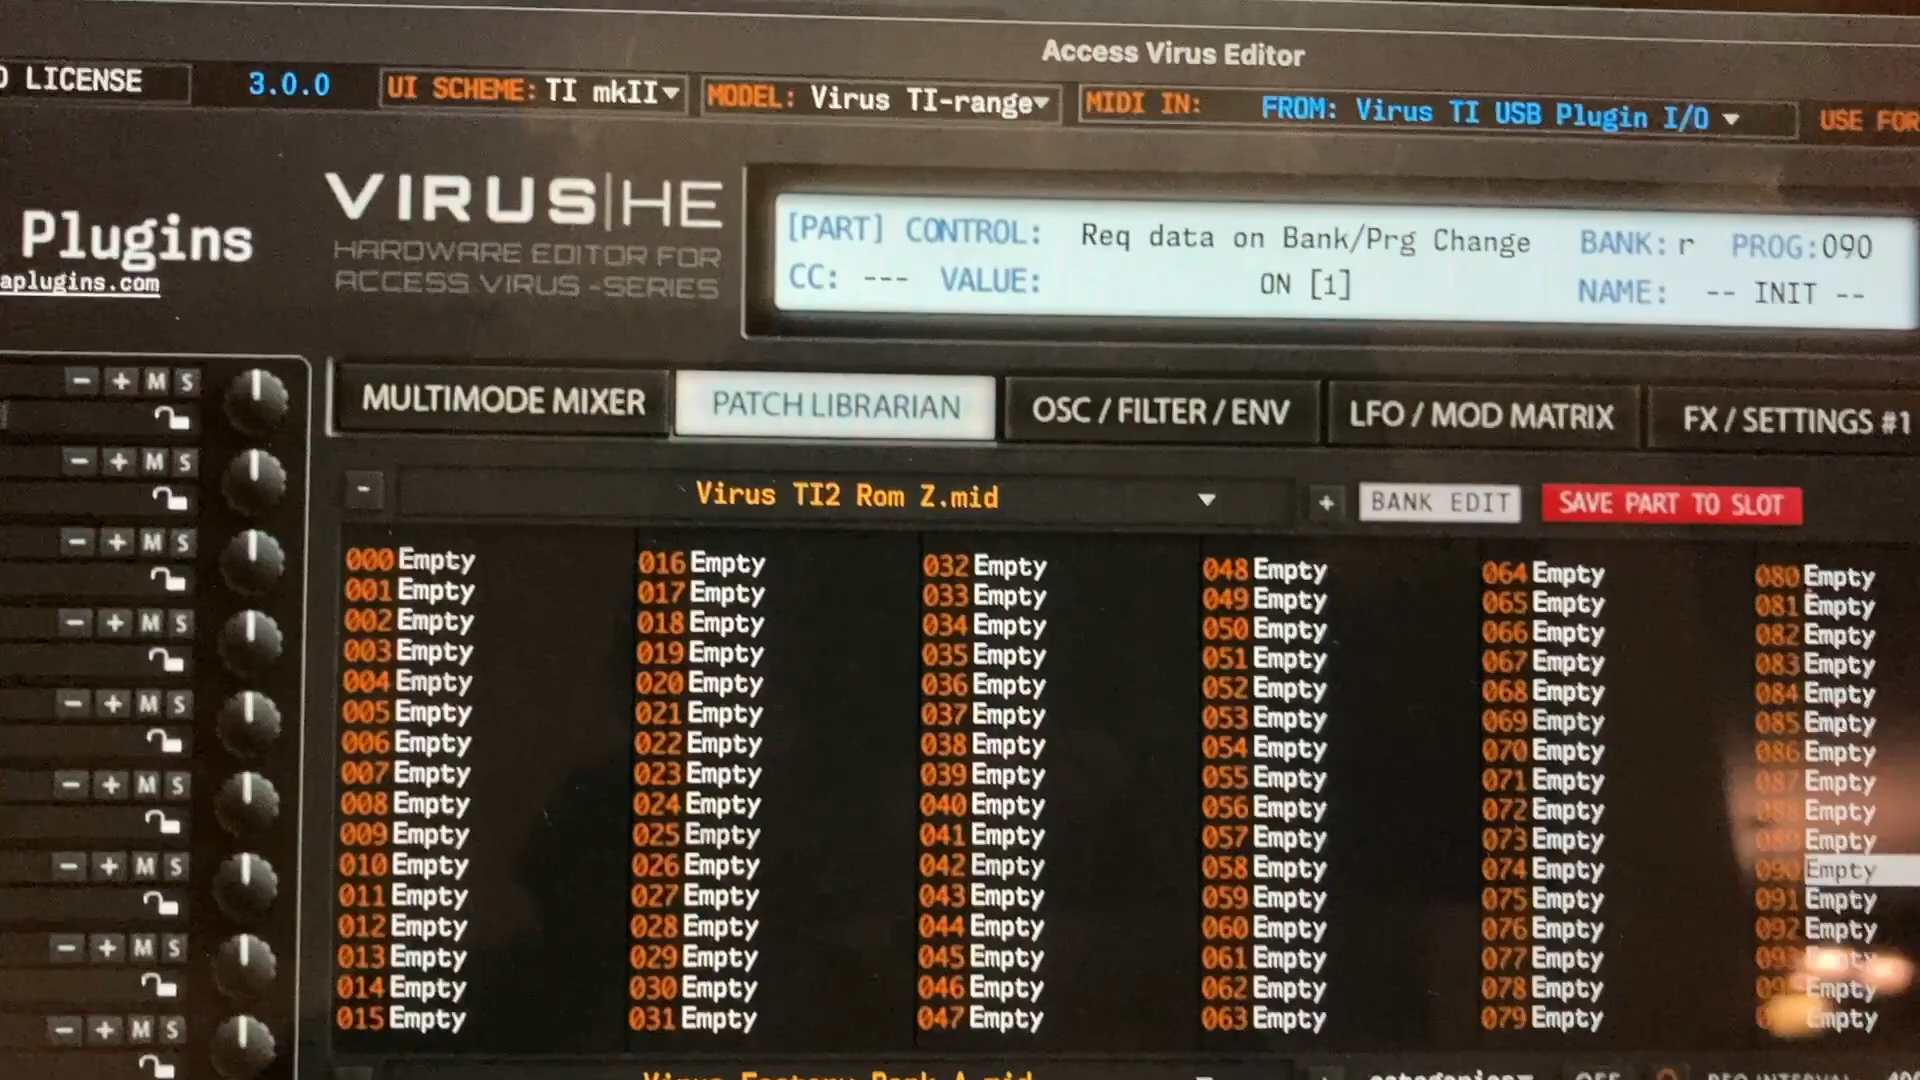 Access Virus Editor
LICENSE 3.0.0 UI SCHEME: TI mkII MODEL: Virus TI-range MIDI IN: FROM: Virus TI USB Plugin I/O USE FOR
Plugins
aplugins.com
VIRUS|HE
HARDWARE EDITOR FOR
ACCESS VIRUS -SERIES
[PART] CONTROL: Req data on Bank/Prg Change BANK: r PROG:090
CC: --- VALUE: ON [1] NAME: -- INIT --
MULTIMODE MIXER PATCH LIBRARIAN OSC / FILTER / ENV LFO / MOD MATRIX FX / SETTINGS #1
- + M S
- + M S
- + M S
- + M S
- + M S
- + M S
- + M S
- + M S
- + M S
- Virus TI2 Rom Z.mid + BANK EDIT SAVE PART TO SLOT
000 Empty 016 Empty 032 Empty 048 Empty 064 Empty 080 Empty
001 Empty 017 Empty 033 Empty 049 Empty 065 Empty 081 Empty
002 Empty 018 Empty 034 Empty 050 Empty 066 Empty 082 Empty
003 Empty 019 Empty 035 Empty 051 Empty 067 Empty 083 Empty
004 Empty 020 Empty 036 Empty 052 Empty 068 Empty 084 Empty
005 Empty 021 Empty 037 Empty 053 Empty 069 Empty 085 Empty
006 Empty 022 Empty 038 Empty 054 Empty 070 Empty 086 Empty
007 Empty 023 Empty 039 Empty 055 Empty 071 Empty 087 Empty
008 Empty 024 Empty 040 Empty 056 Empty 072 Empty 088 Empty
009 Empty 025 Empty 041 Empty 057 Empty 073 Empty 089 Empty
010 Empty 026 Empty 042 Empty 058 Empty 074 Empty 090 Empty
011 Empty 027 Empty 043 Empty 059 Empty 075 Empty 091 Empty
012 Empty 028 Empty 044 Empty 060 Empty 076 Empty 092 Empty
013 Empty 029 Empty 045 Empty 061 Empty 077 Empty
014 Empty 030 Empty 046 Empty 062 Empty 078 Empty Empty
015 Empty 031 Empty 047 Empty 063 Empty 079 Empty Empty
Virus Factory Bank A.mid